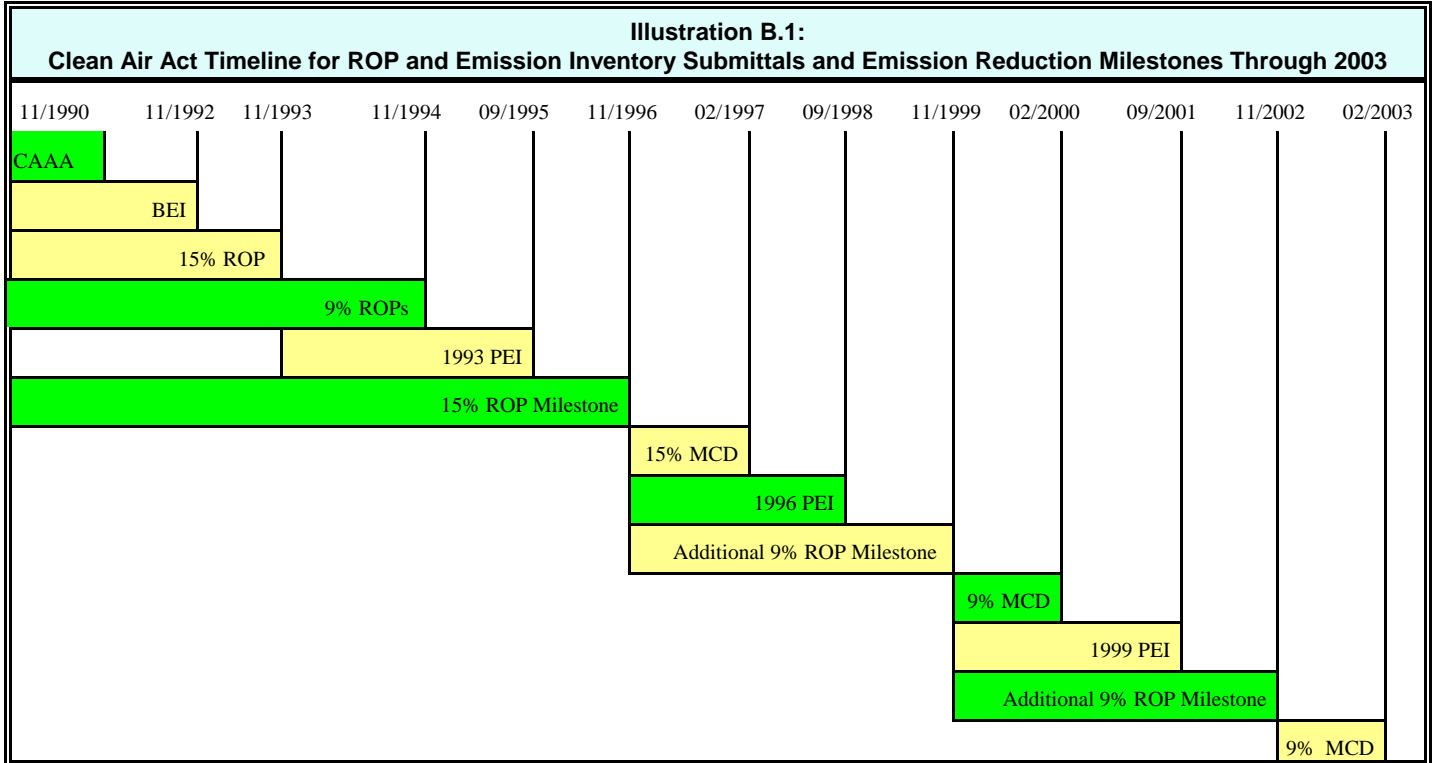 Illustration B.1:
Clean Air Act Timeline for ROP and Emission Inventory Submittals and Emission Reduction Milestones Through 2003
11/1990 11/1992 11/1993 11/1994 09/1995 11/1996 02/1997 09/1998 11/1999 02/2000 09/2001 11/2002 02/2003
CAAA
BEI
15% ROP
9% ROPs
1993 PEI
15% ROP Milestone
15% MCD
1996 PEI
Additional 9% ROP Milestone
9% MCD
1999 PEI
Additional 9% ROP Milestone
9% MCD